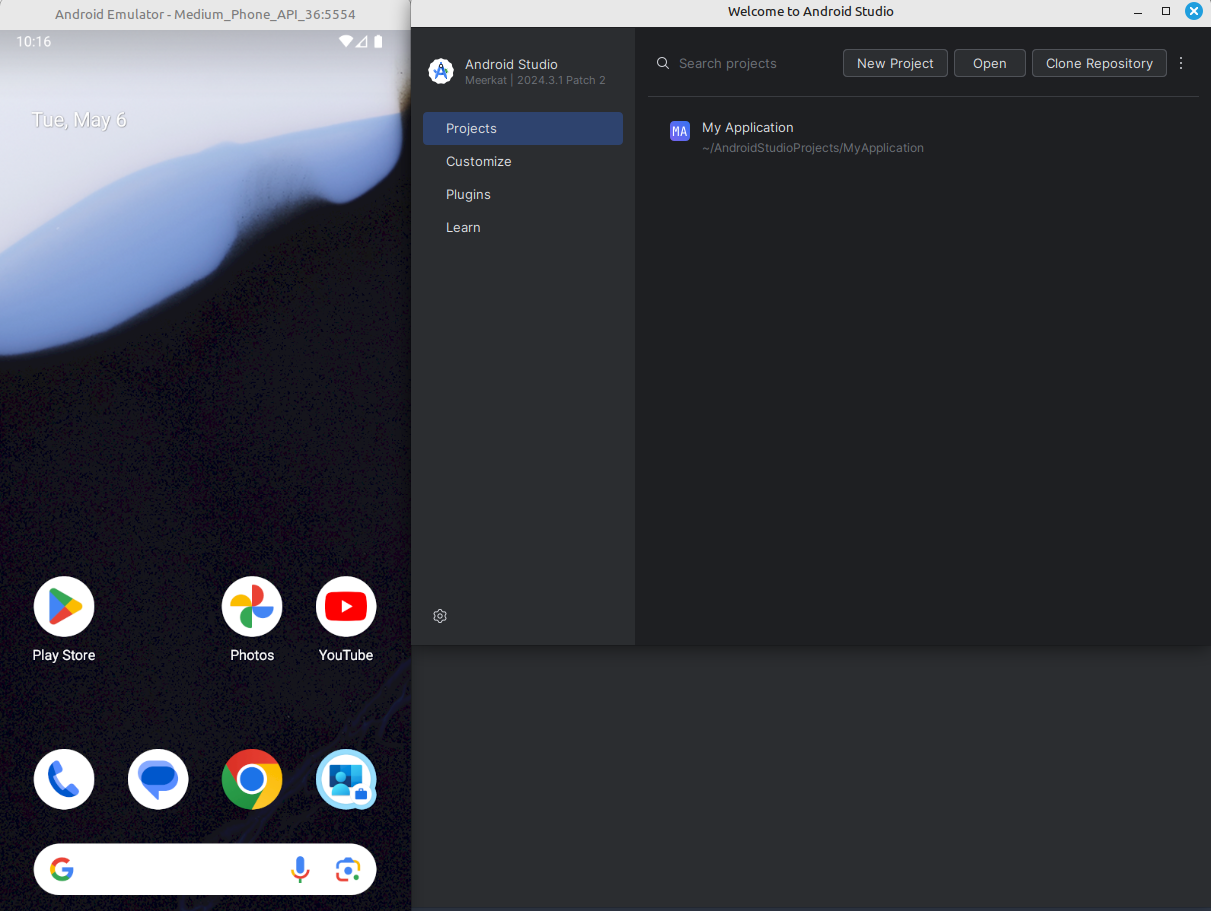 Android Emulator - Medium_Phone_API_36:5554
10:16
Tue, May 6
Play Store
Photos
YouTube
Welcome to Android Studio
Android Studio
Meerkat | 2024.3.1 Patch 2
Projects
Customize
Plugins
Learn
Search projects
New Project
Open
Clone Repository
MA
My Application
~/AndroidStudioProjects/MyApplication